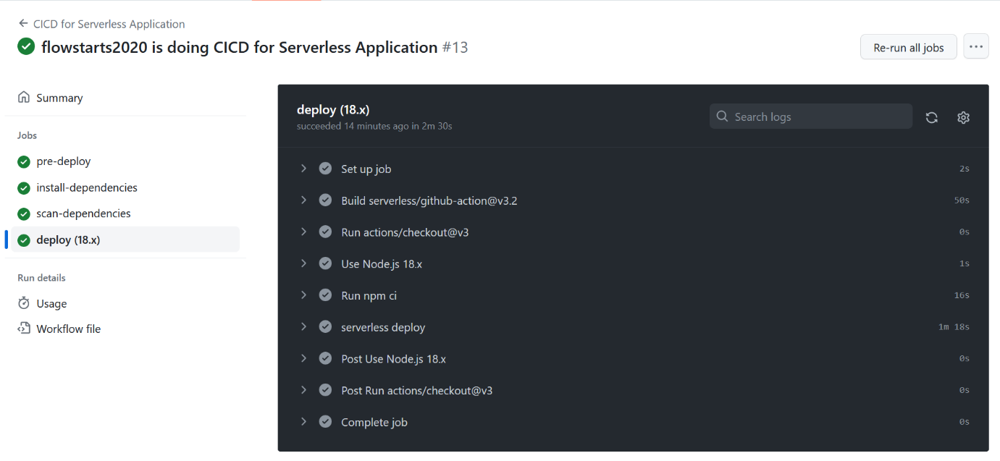 CICD for Serverless Application
flowstarts2020 is doing CICD for Serverless Application #13
Re-run all jobs
Summary
Jobs
pre-deploy
install-dependencies
scan-dependencies
deploy (18.x)
Run details
Usage
Workflow file
deploy (18.x)
succeeded 14 minutes ago in 2m 30s
Search logs
Set up job 2s
Build serverless/github-action@v3.2 50s
Run actions/checkout@v3 0s
Use Node.js 18.x 1s
Run npm ci 16s
serverless deploy 1m 18s
Post Use Node.js 18.x 0s
Post Run actions/checkout@v3 0s
Complete job 0s